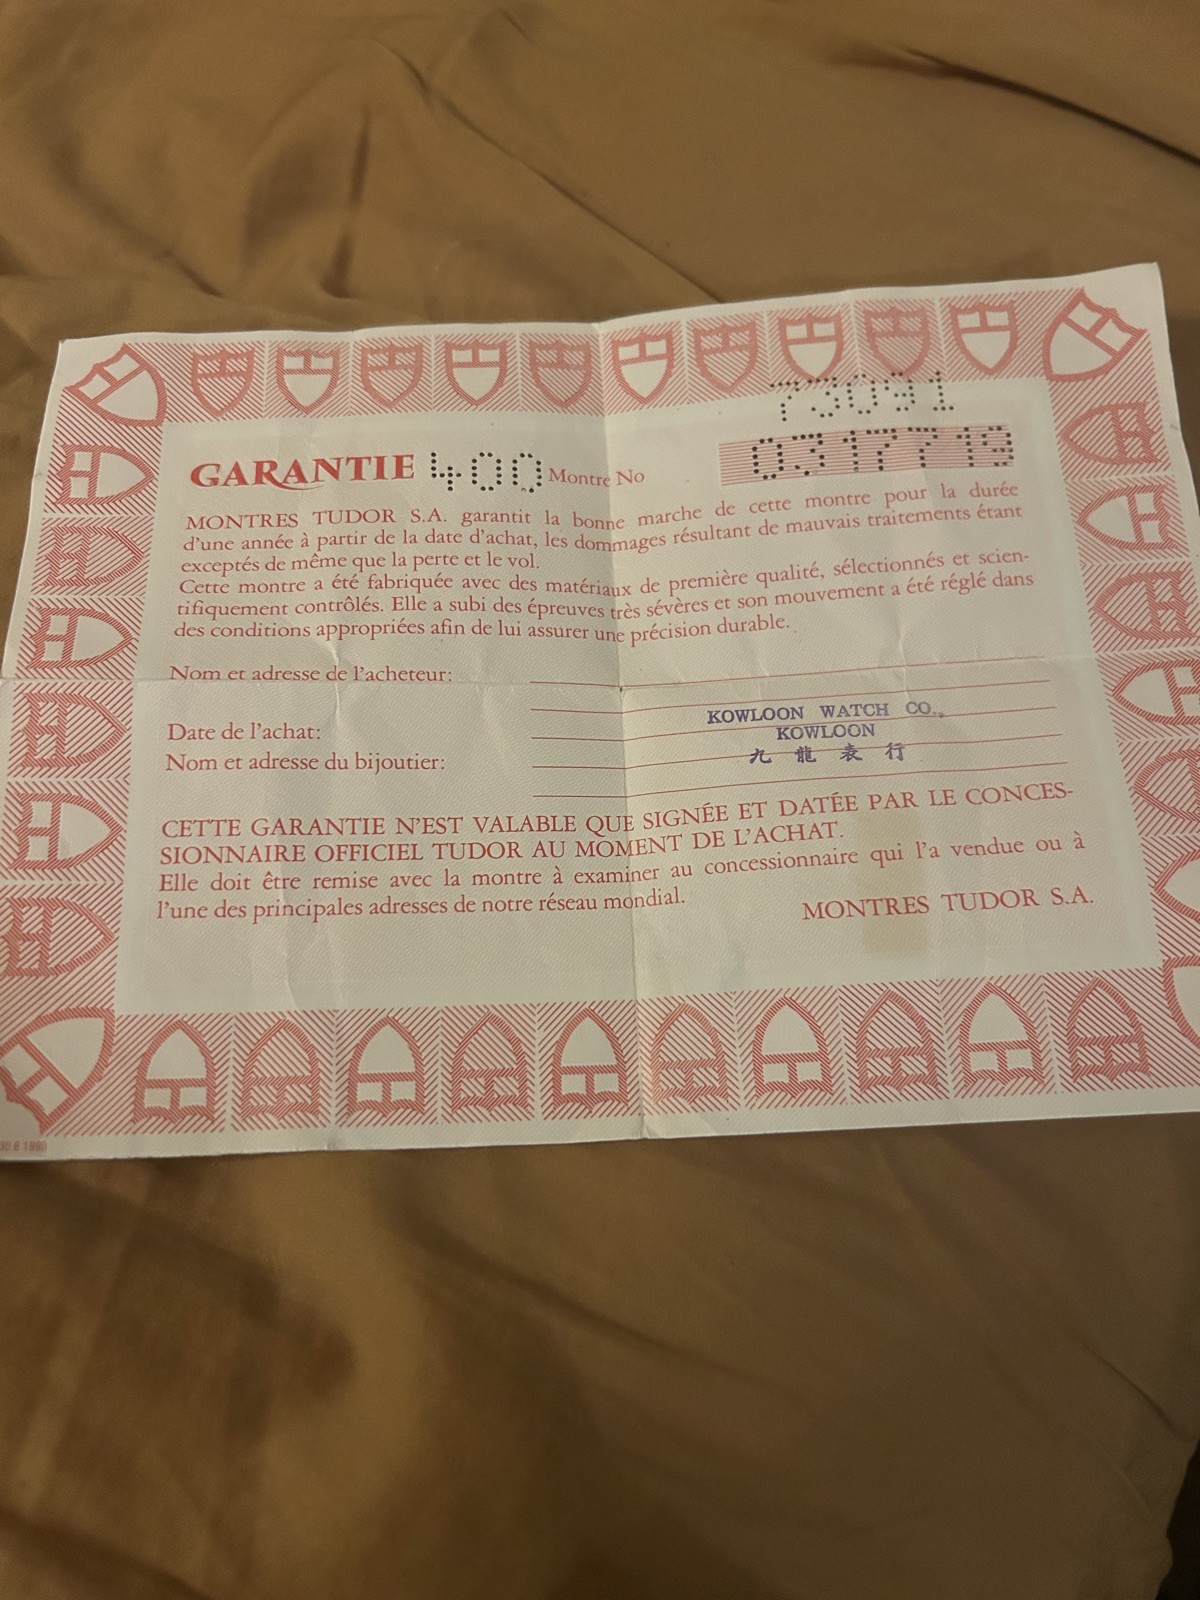 73091
GARANTIE 400 Montre No 0317719
MONTRES TUDOR S.A. garantit la bonne marche de cette montre pour la durée
d'une année à partir de la date d'achat, les dommages résultant de mauvais traitements étant
exceptés de même que la perte et le vol.
Cette montre a été fabriquée avec des matériaux de première qualité, sélectionnés et scien-
tifiquement contrôlés. Elle a subi des épreuves très sévères et son mouvement a été réglé dans
des conditions appropriées afin de lui assurer une précision durable.
Nom et adresse de l'acheteur:
Date de l'achat:
Nom et adresse du bijoutier:
KOWLOON WATCH CO.,
KOWLOON
九龍表行
CETTE GARANTIE N'EST VALABLE QUE SIGNÉE ET DATÉE PAR LE CONCES-
SIONNAIRE OFFICIEL TUDOR AU MOMENT DE L'ACHAT.
Elle doit être remise avec la montre à examiner au concessionnaire qui l'a vendue ou à
l'une des principales adresses de notre réseau mondial.
MONTRES TUDOR S.A.